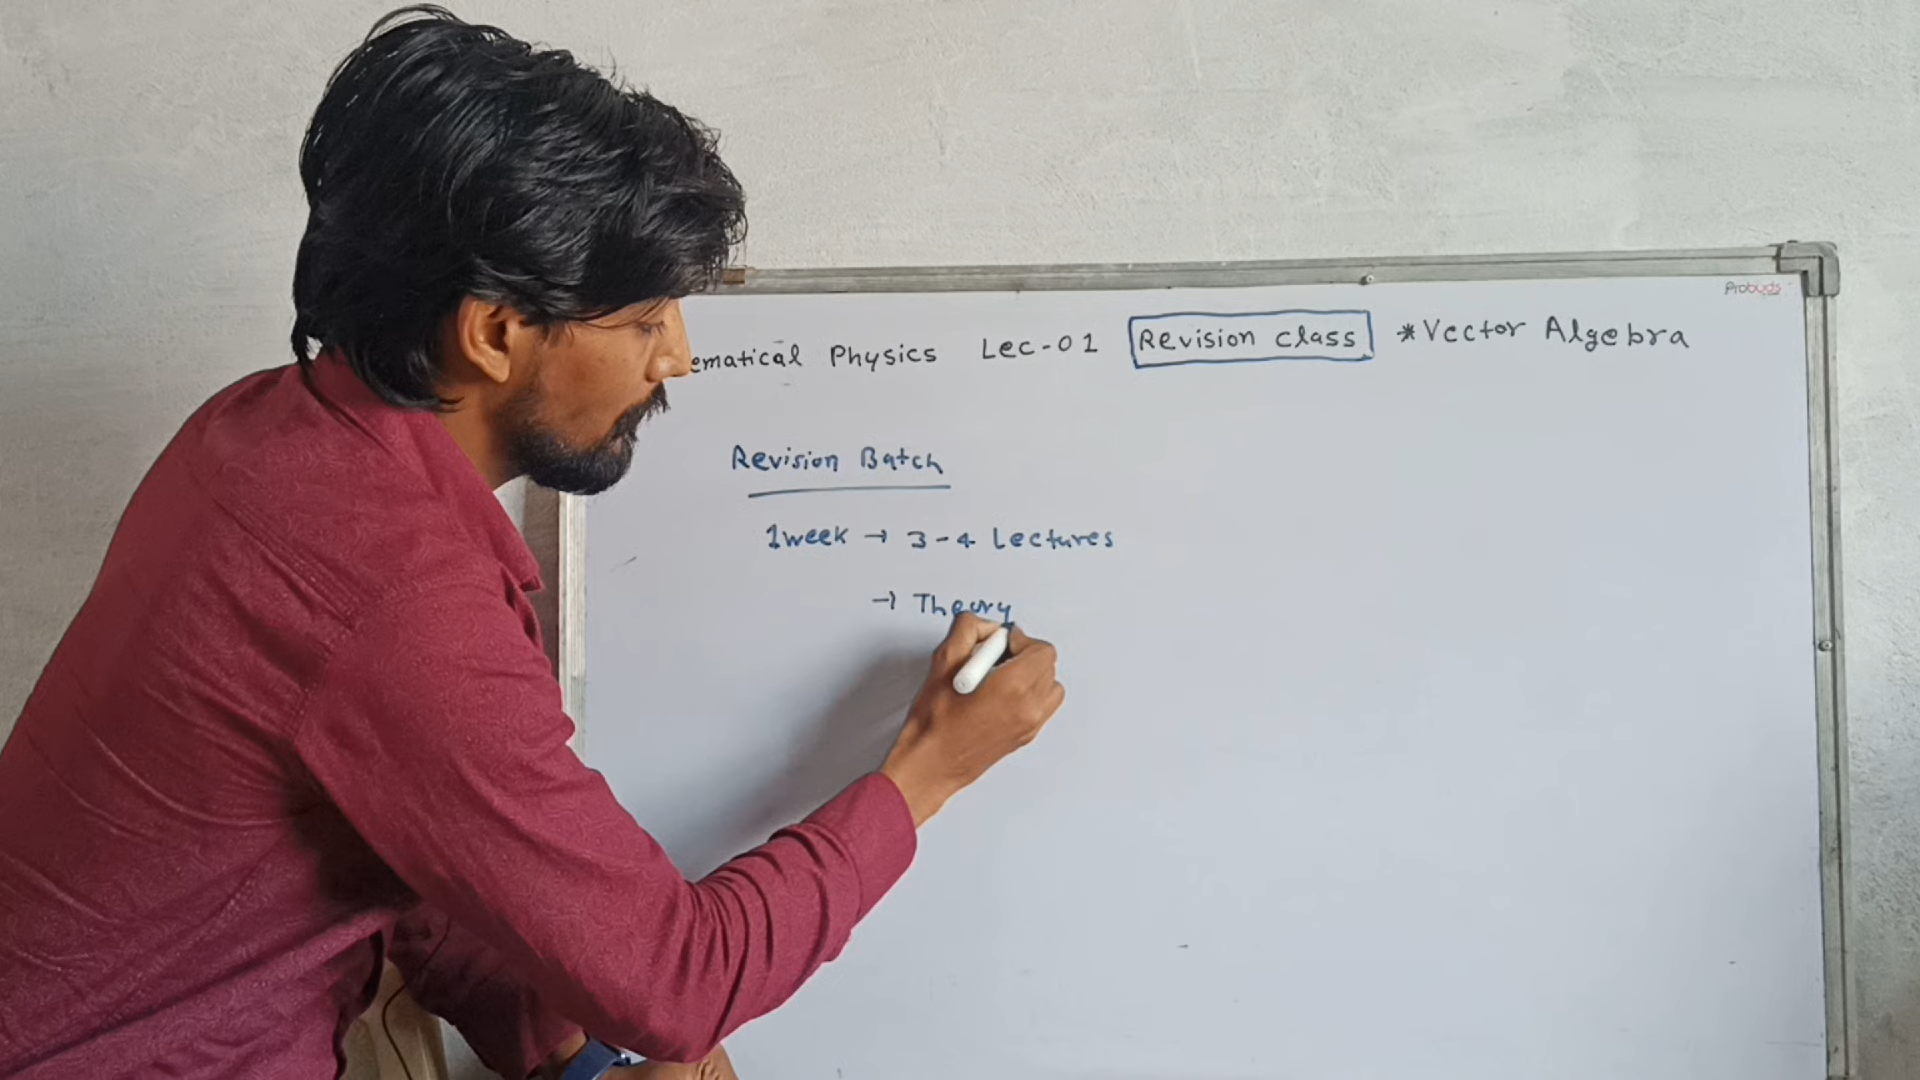 ematical Physics Lec-01 Revision class *Vector Algebra
Probuds
Revision Batch
1week → 3-4 Lectures
→ Theory